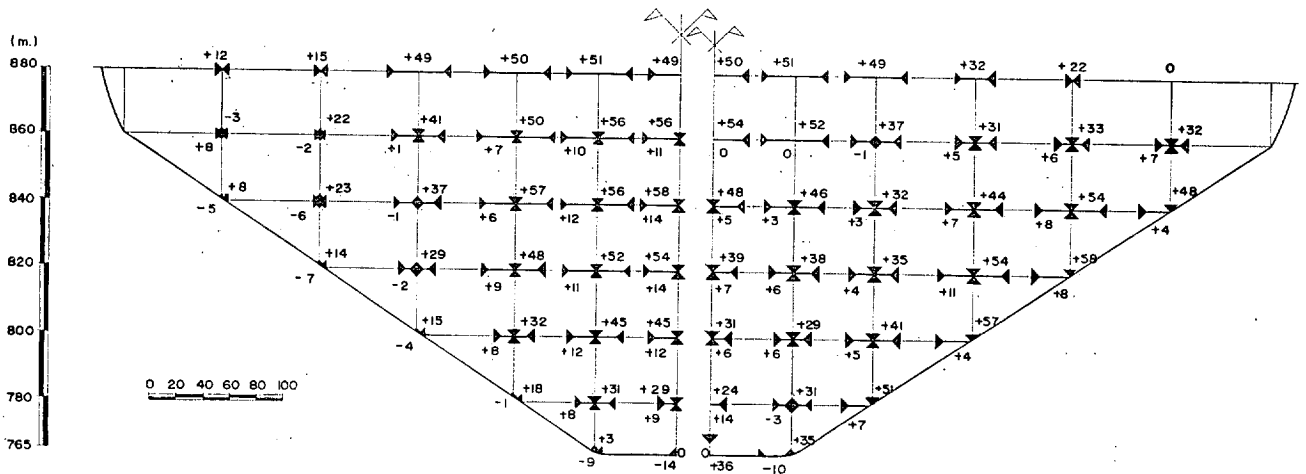 (m.)
+12 +15 +49 +50 +51 +49 +50 +51 +49 +32 +22 0
880
-3 +22 +41 +50 +56 +56 +54 +52 +37 +31 +33 +32
860
+8 -2 +1 +7 +10 +11 0 0 -1 +5 +6 +7
+8 +23 +37 +57 +56 +58 +48 +46 +32 +44 +54 +48
840
-5 -6 -1 +6 +12 +14 +5 +3 +3 +7 +8 +4
+14 +29 +48 +52 +54 +39 +38 +35 +54 +58
820
-7 -2 +9 +11 +14 +7 +6 +4 +11 +8
+15 +32 +45 +45 +31 +29 +41 +57
800
-4 +8 +12 +12 +6 +6 +5 +4
0 20 40 60 80 100
+18 +31 +29 +24 +31 +51
780
-1 +8 +9 +14 -3 +7
+3 0 0 +35
765
-9 -14 +36 -10